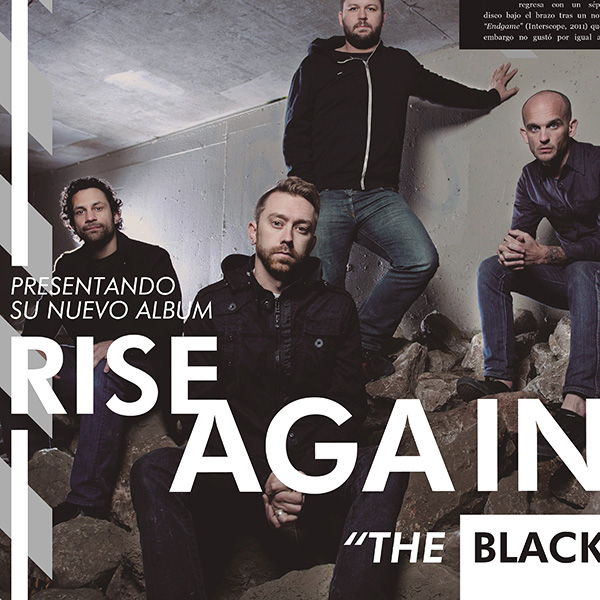 regresa con un sép
disco bajo el brazo tras un no
"Endgame" (Interscope, 2011) qu
embargo no gustó por igual a
PRESENTANDO
SU NUEVO ALBUM
RISE
AGAIN
"THE BLACK